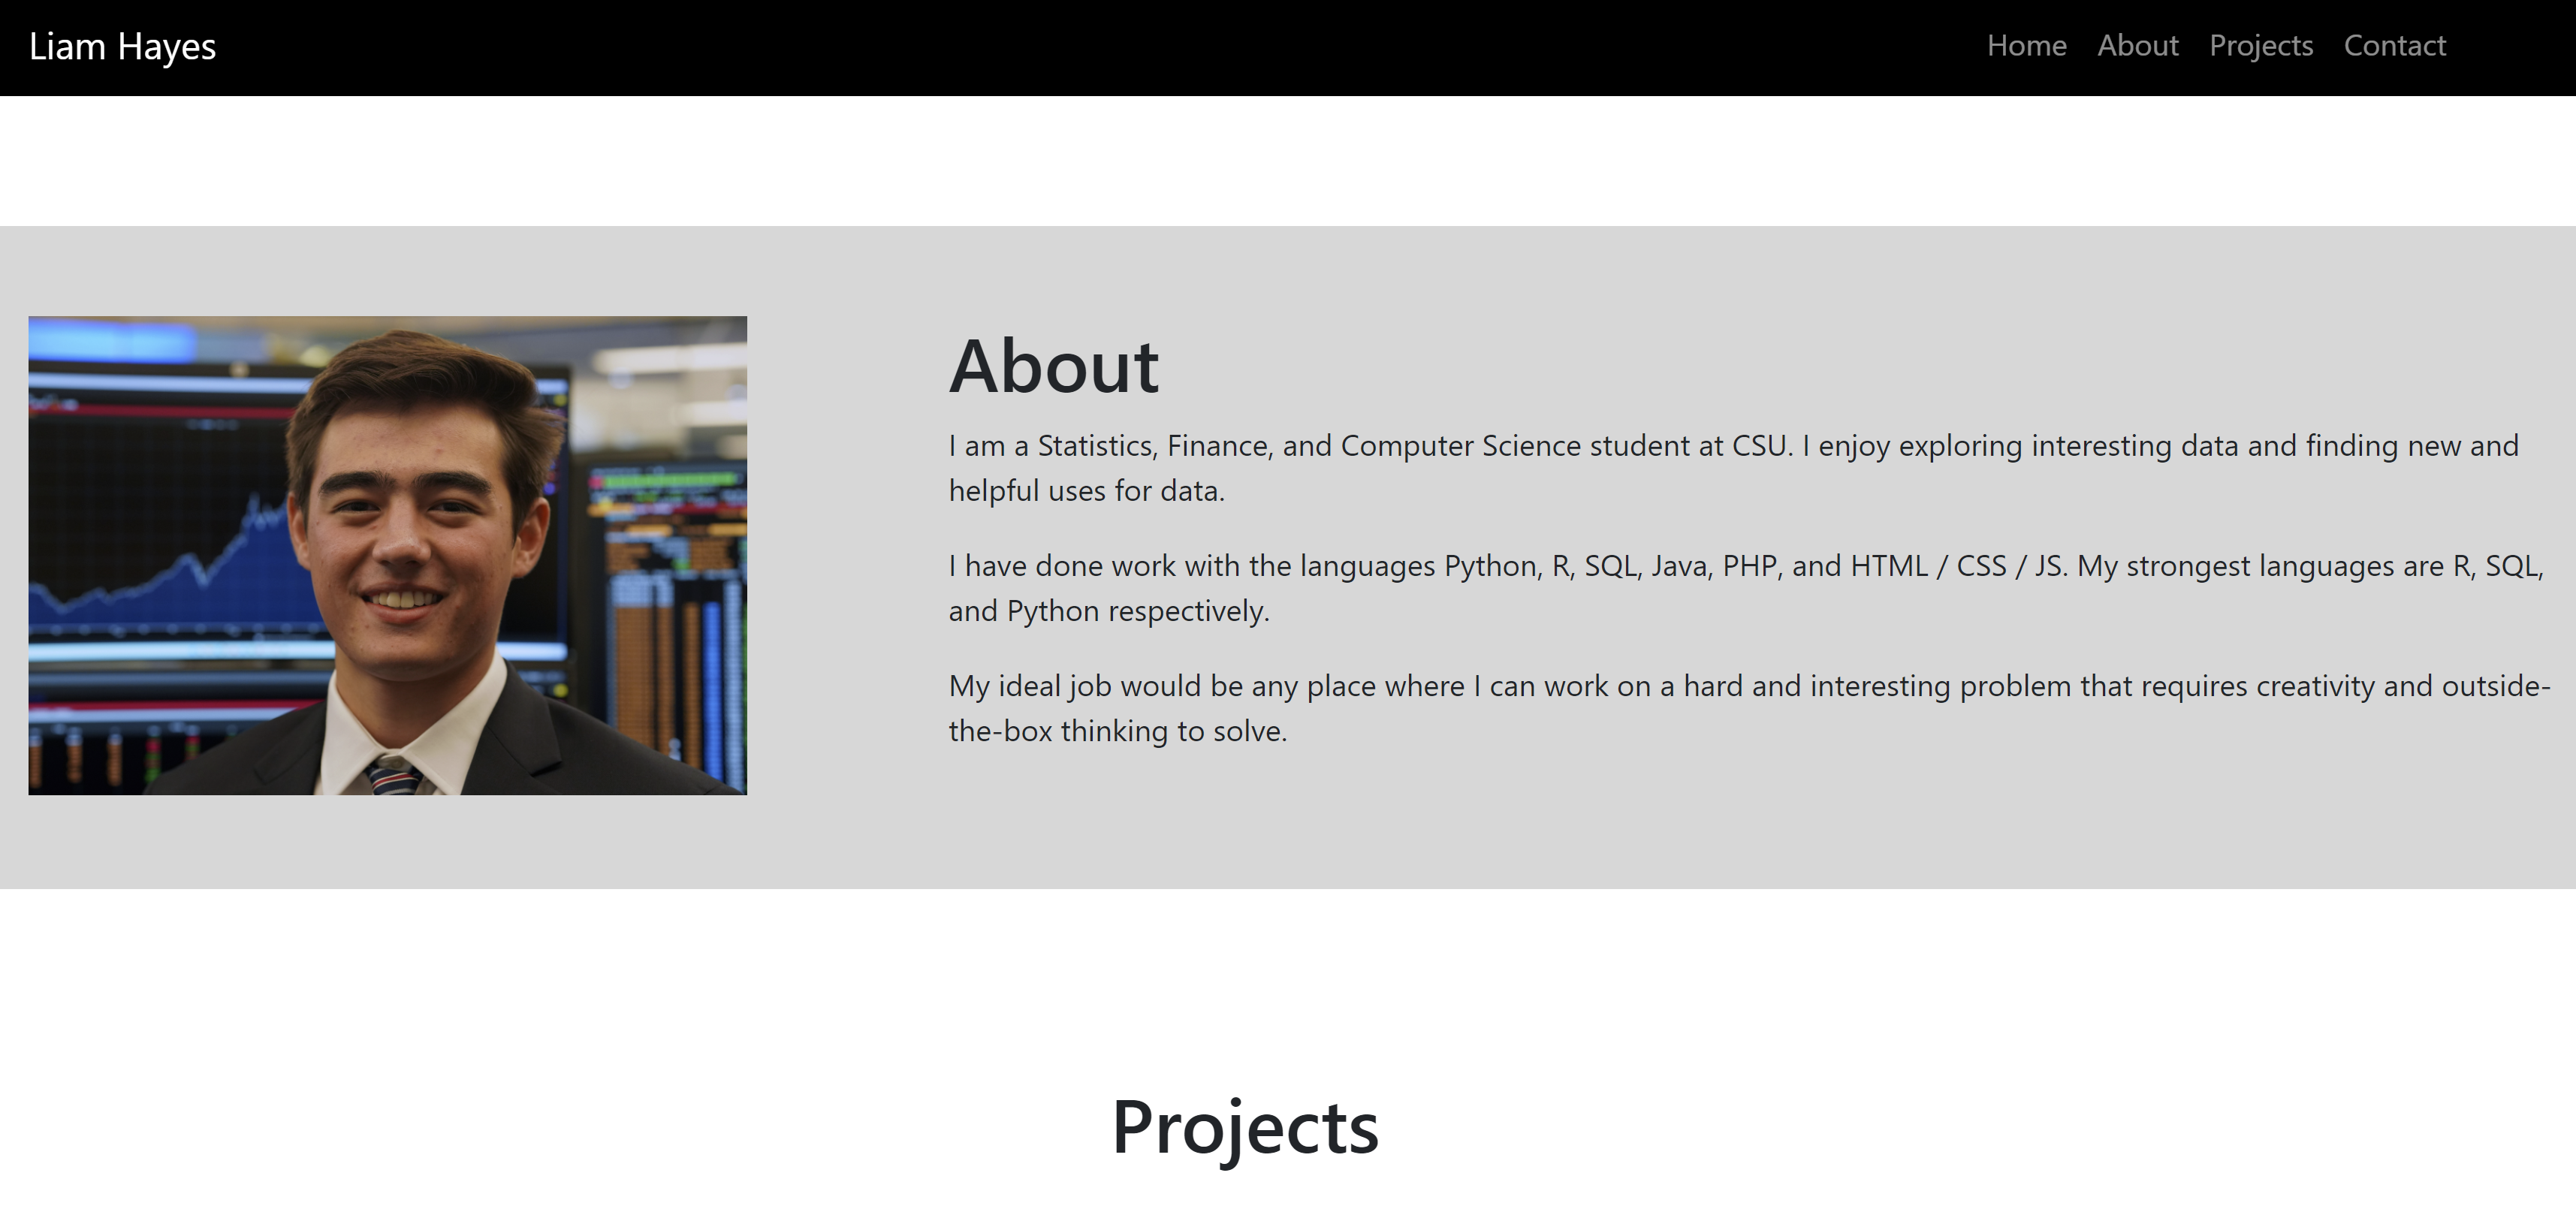 Liam Hayes
Home About Projects Contact
About
I am a Statistics, Finance, and Computer Science student at CSU. I enjoy exploring interesting data and finding new and
helpful uses for data.
I have done work with the languages Python, R, SQL, Java, PHP, and HTML / CSS / JS. My strongest languages are R, SQL,
and Python respectively.
My ideal job would be any place where I can work on a hard and interesting problem that requires creativity and outside-
the-box thinking to solve.
Projects